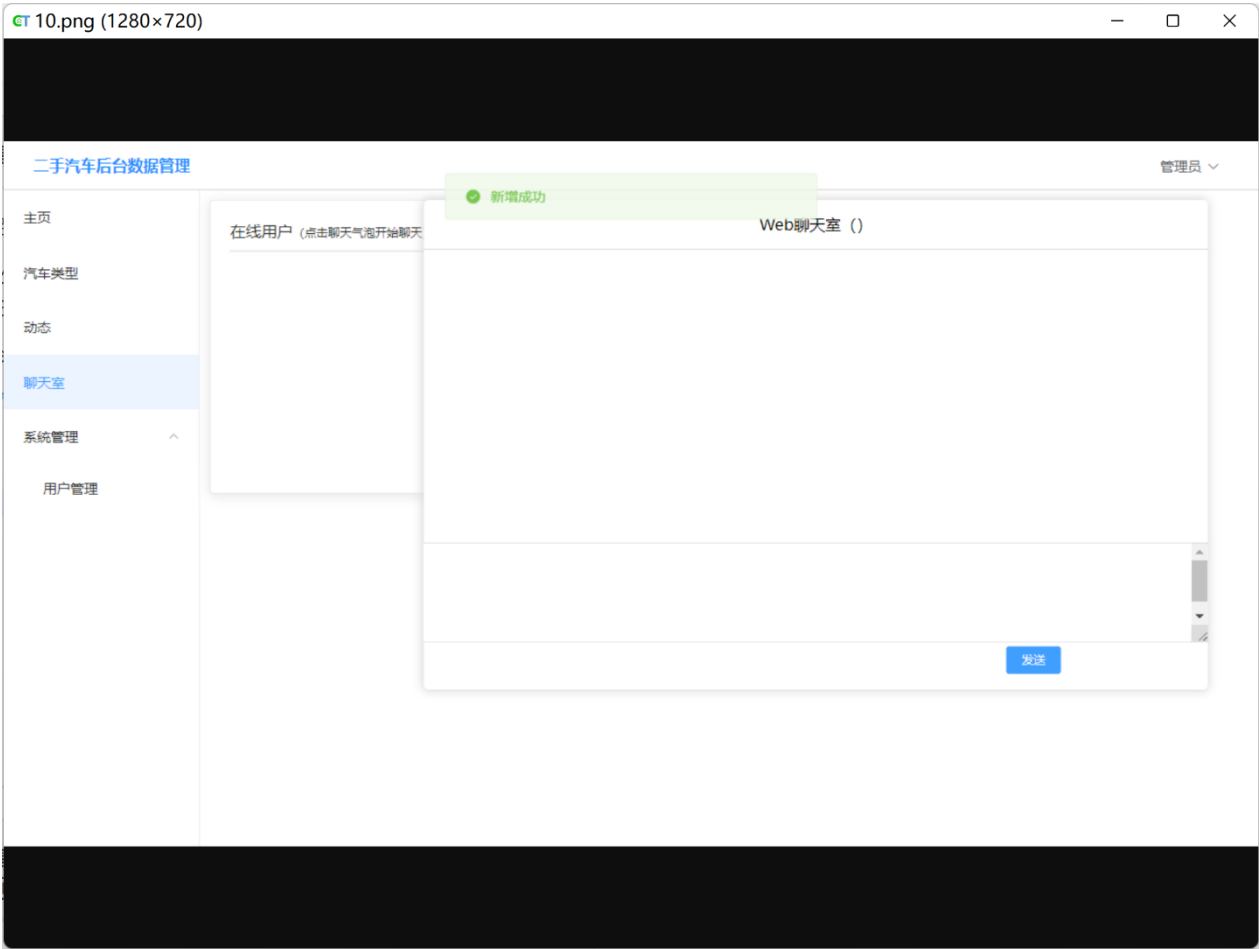 10.png (1280×720)
二手汽车后台数据管理
管理员
新增成功
主页
在线用户（点击聊天气泡开始聊天
Web聊天室（）
汽车类型
动态
聊天室
系统管理
用户管理
发送